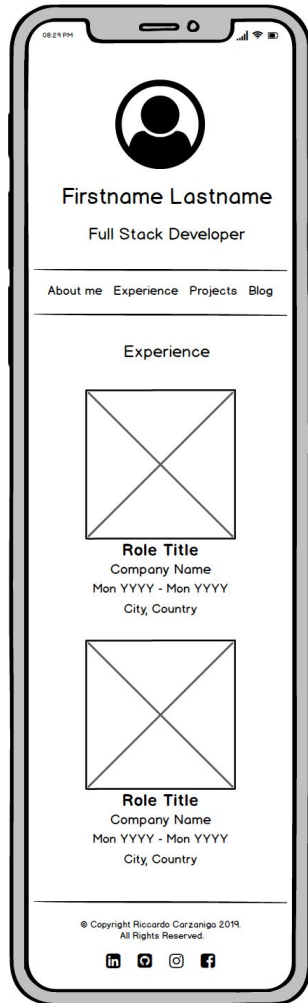 08:29 PM
Firstname Lastname
Full Stack Developer
About me Experience Projects Blog
Experience
Role Title
Company Name
Mon YYYY - Mon YYYY
City, Country
Role Title
Company Name
Mon YYYY - Mon YYYY
City, Country
© Copyright Riccardo Carzaniga 2019.
All Rights Reserved.
in
f